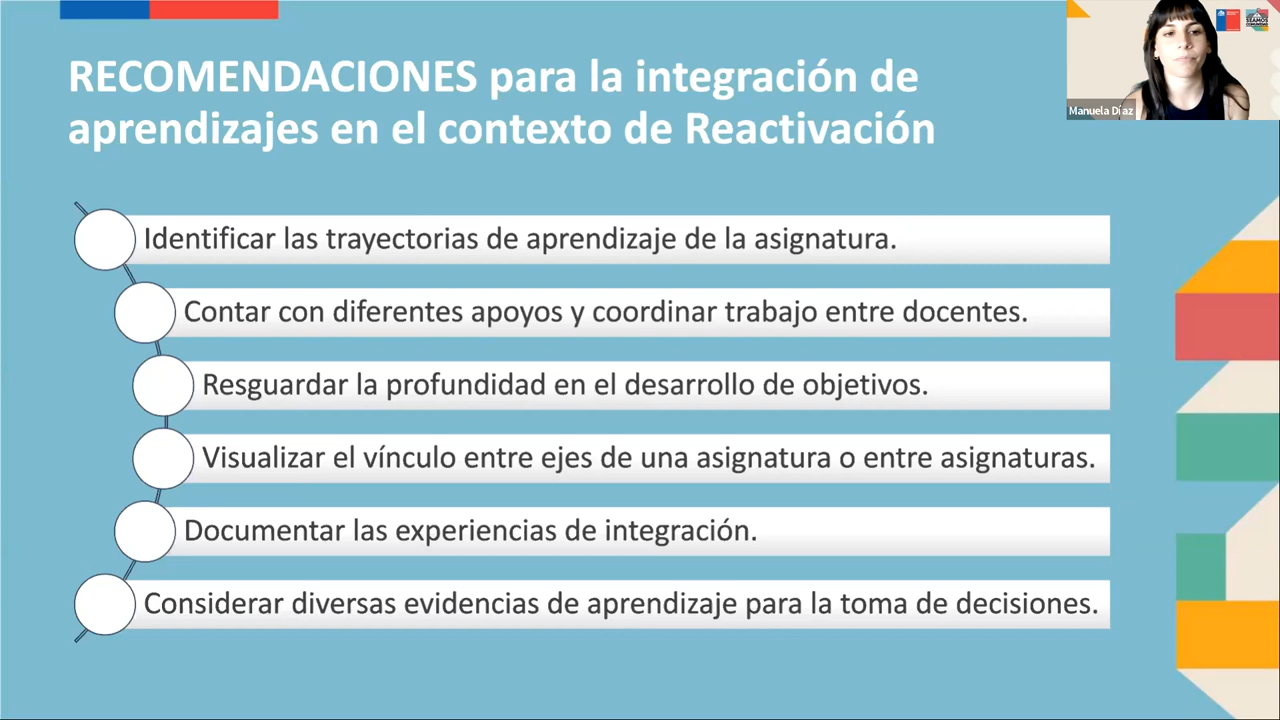 RECOMENDACIONES para la integración de
aprendizajes en el contexto de Reactivación
Manuela Díaz
Identificar las trayectorias de aprendizaje de la asignatura.
Contar con diferentes apoyos y coordinar trabajo entre docentes.
Resguardar la profundidad en el desarrollo de objetivos.
Visualizar el vínculo entre ejes de una asignatura o entre asignaturas.
Documentar las experiencias de integración.
Considerar diversas evidencias de aprendizaje para la toma de decisiones.